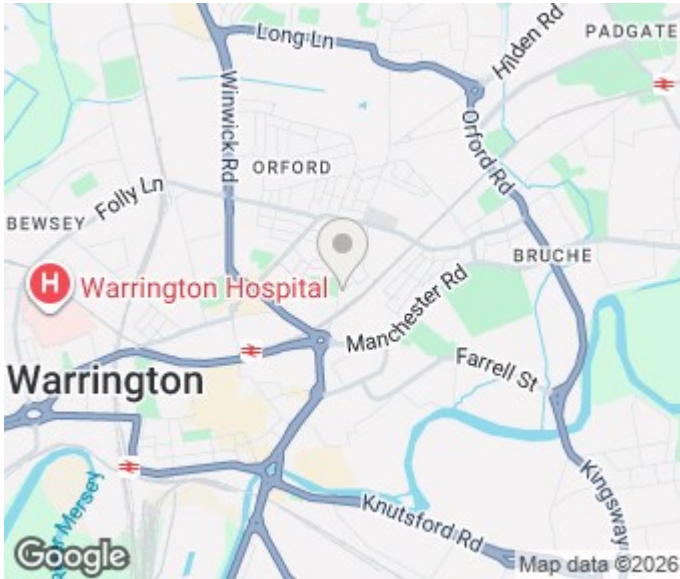 Long Ln
Hilden Rd
PADGATE
Winwick Rd
Orford Rd
ORFORD
Folly Ln
BEWSEY
BRUCHE
H
Warrington Hospital
Manchester Rd
Farrell St
Warrington
Mersey
Knutsford Rd
Kingsway
Google
Map data ©2026